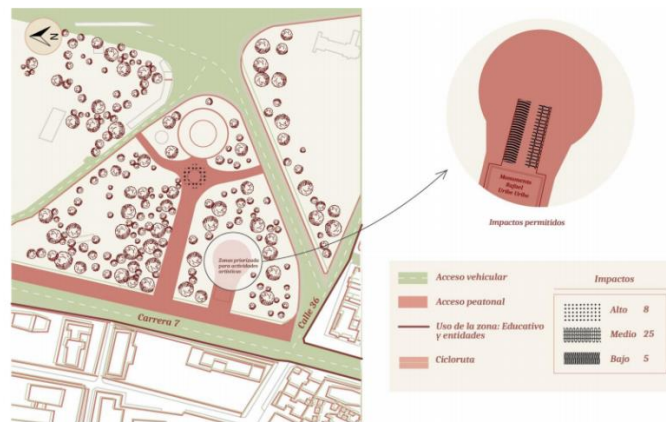 N
Zonas priorizada
para actividades
artísticas
Carrera 7
Calle 36
Monumento
Rafael
Uribe Uribe
Impactos permitidos
Acceso vehicular
Acceso peatonal
Uso de la zona: Educativo
y entidades
Cicloruta
Impactos
Alto 8
Medio 25
Bajo 5